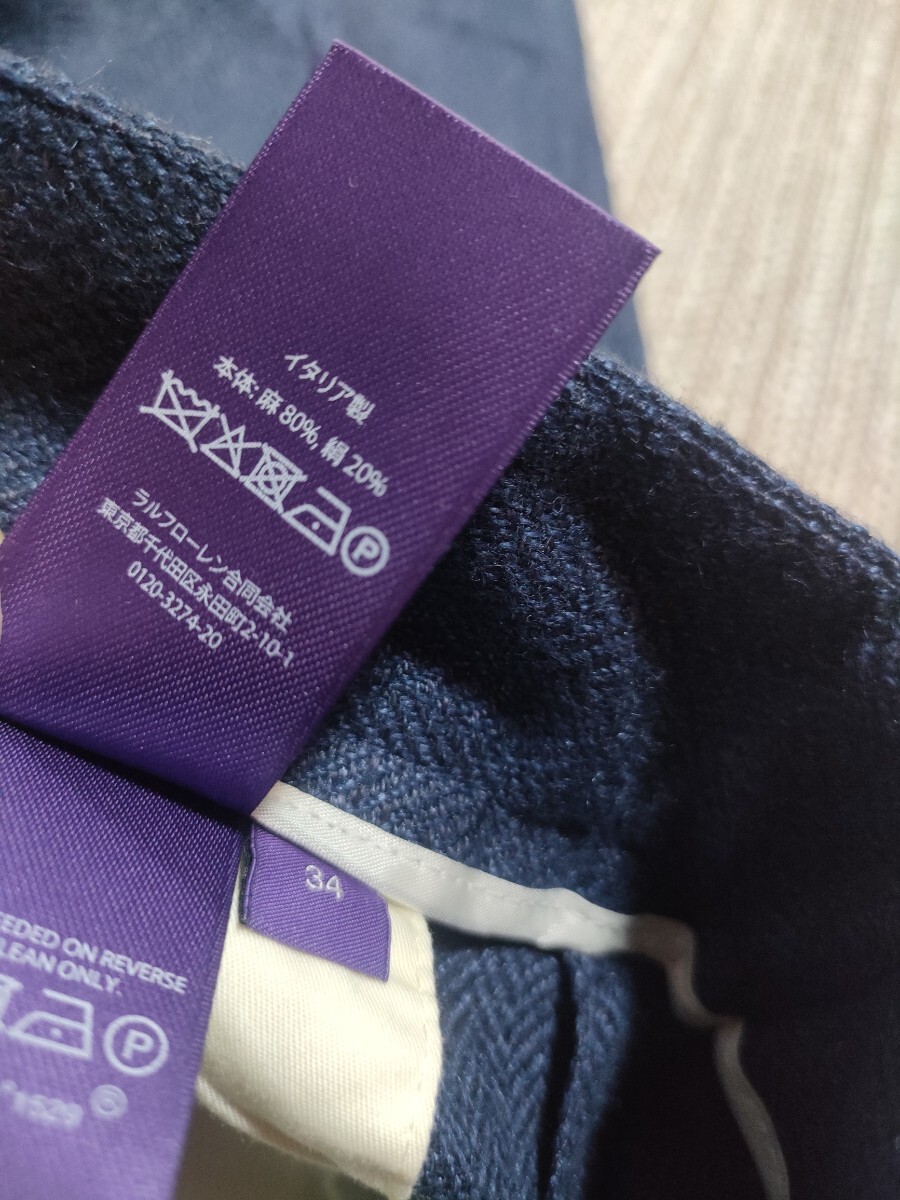 イタリア製
本体: 麻 80%, 絹 20%
P
ラルフローレン合同会社
東京都千代田区永田町2-10-1
0120-3274-20
34
ON REVERSE
ONLY.
P